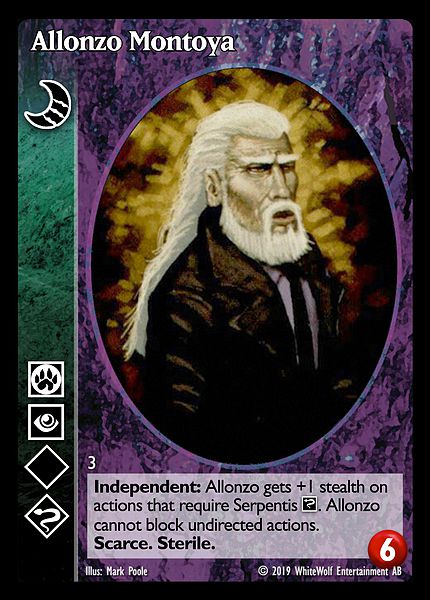 Allonzo Montoya
3
Independent: Allonzo gets +1 stealth on
actions that require Serpentis. Allonzo
cannot block undirected actions.
Scarce. Sterile.
6
Illus: Mark Poole
© 2019 WhiteWolf Entertainment AB